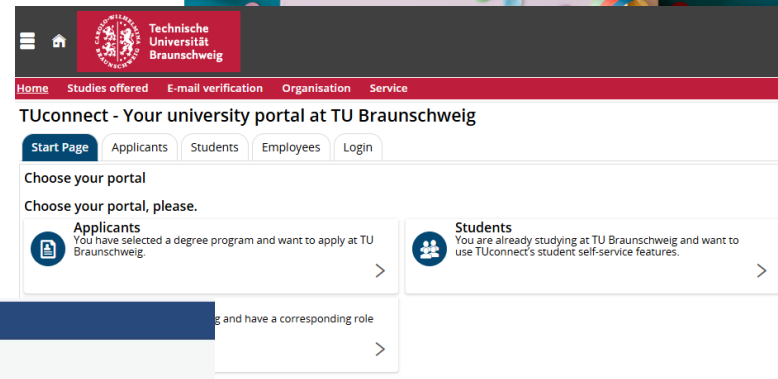 Technische
Universität
Braunschweig
Home Studies offered E-mail verification Organisation Service
TUconnect - Your university portal at TU Braunschweig
Start Page Applicants Students Employees Login
Choose your portal
Choose your portal, please.
Applicants
You have selected a degree program and want to apply at TU
Braunschweig.
Students
You are already studying at TU Braunschweig and want to
use TUconnect's student self-service features.
and have a corresponding role